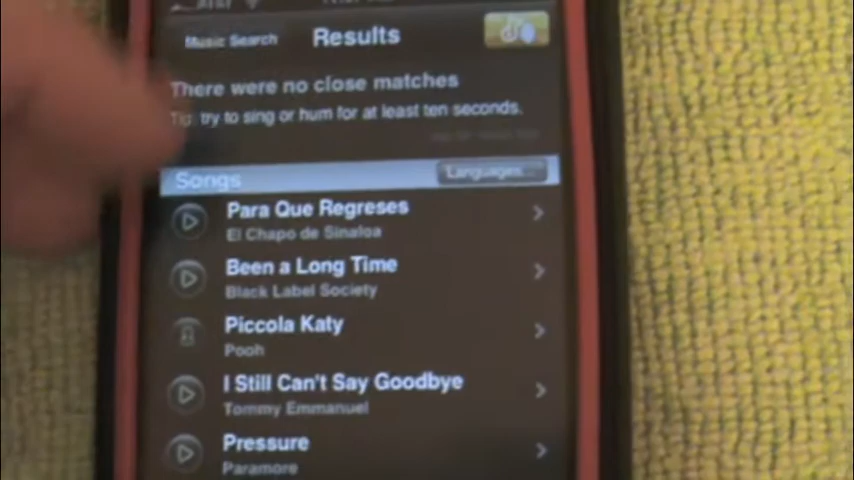 AT&T
Music Search
Results
There were no close matches
Tip: try to sing or hum for at least ten seconds.
Songs
Languages...
Para Que Regreses
El Chapo de Sinaloa
Been a Long Time
Black Label Society
Piccola Katy
Pooh
I Still Can't Say Goodbye
Tommy Emmanuel
Pressure
Paramore